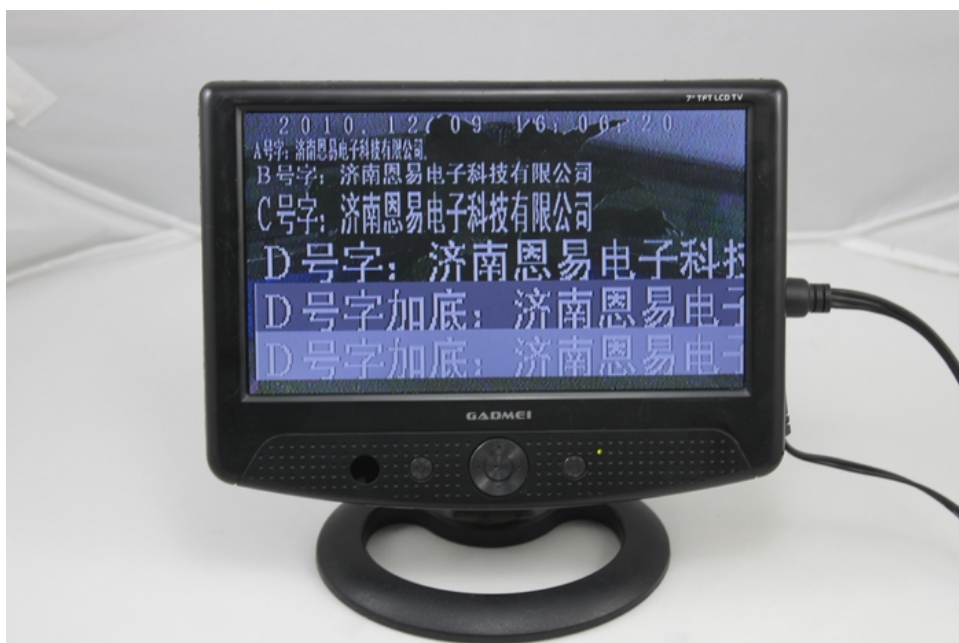 7" TFT LCD TV
2010.12.09 16:06:20
A号字：济南恩易电子科技有限公司.
B号字：济南恩易电子科技有限公司
C号字：济南恩易电子科技有限公司
D号字：济南恩易电子科技
D号字加底：济南恩易电子
D号字加底：济南恩易电子
GADMEI